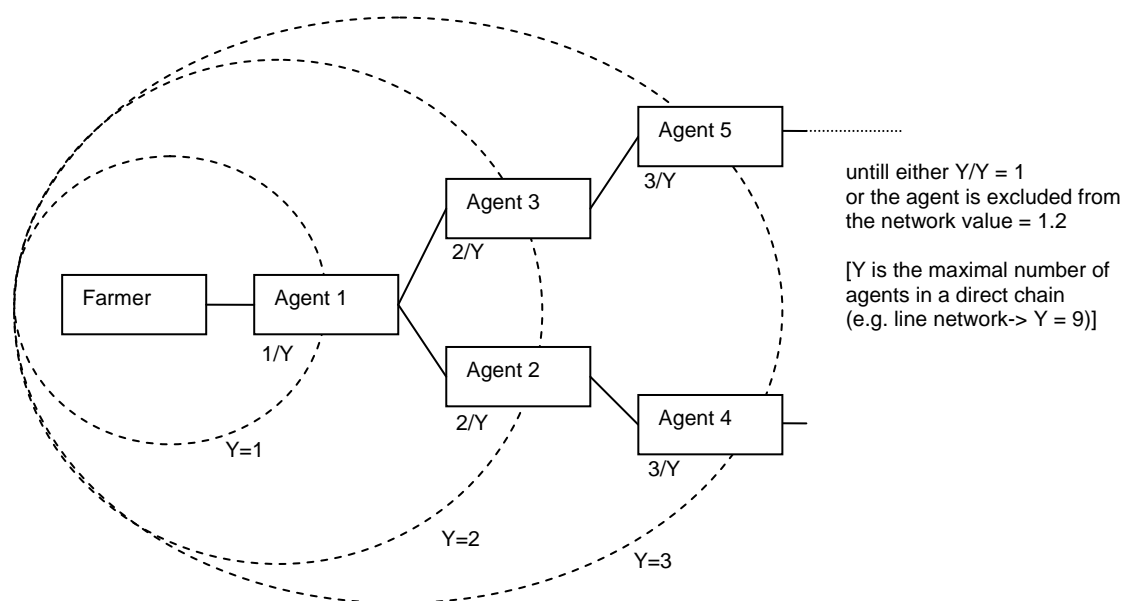 Agent 5
3/Y
untill either Y/Y = 1
or the agent is excluded from
the network value = 1.2
[Y is the maximal number of
agents in a direct chain
(e.g. line network-> Y = 9)]
Agent 3
2/Y
Farmer
Agent 1
1/Y
Agent 2
2/Y
Agent 4
3/Y
Y=1
Y=2
Y=3